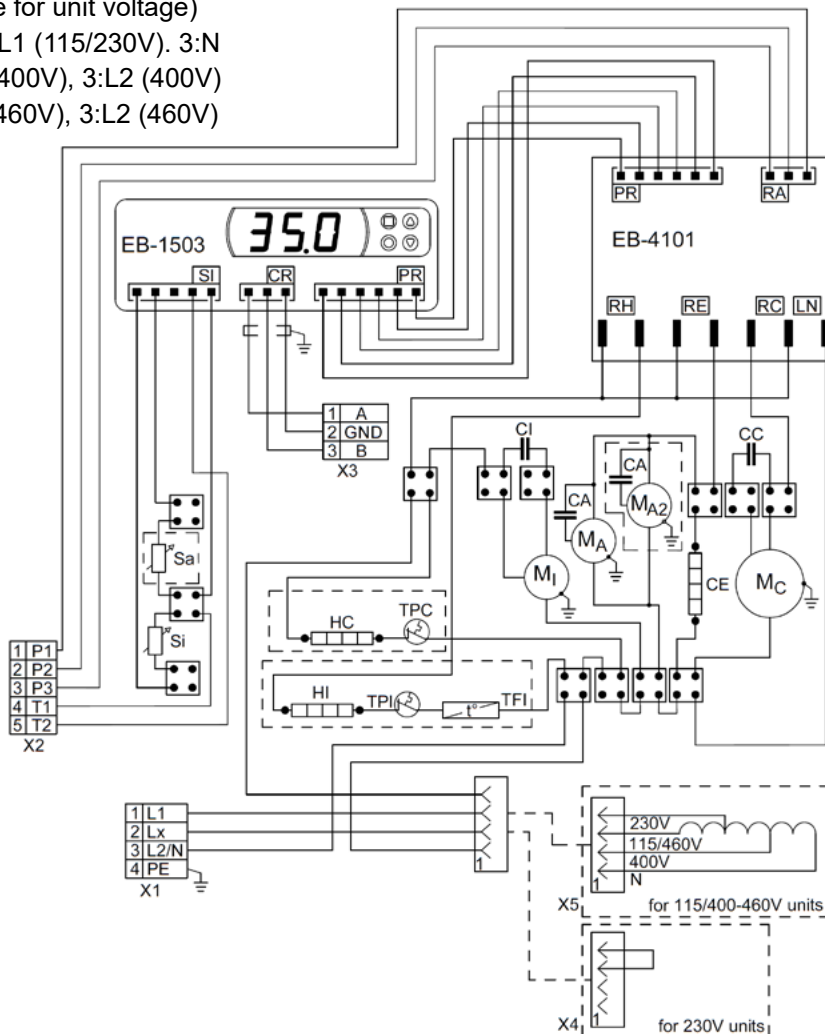 e for unit voltage)
L1 (115/230V). 3:N
400V), 3:L2 (400V)
460V), 3:L2 (460V)
EB-1503
35.0
SI
CR
PR
PR
RA
EB-4101
RH
RE
RC
LN
1 A
2 GND
3 B
X3
CI
CA
CA
CC
MA2
MA
MI
CE
MC
Sa
Si
HC
TPC
HI
TPI
t°
TFI
1 P1
2 P2
3 P3
4 T1
5 T2
X2
1 L1
2 Lx
3 L2/N
4 PE
X1
1
230V
115/460V
400V
N
1
X5
for 115/400-460V units
1
X4
for 230V units